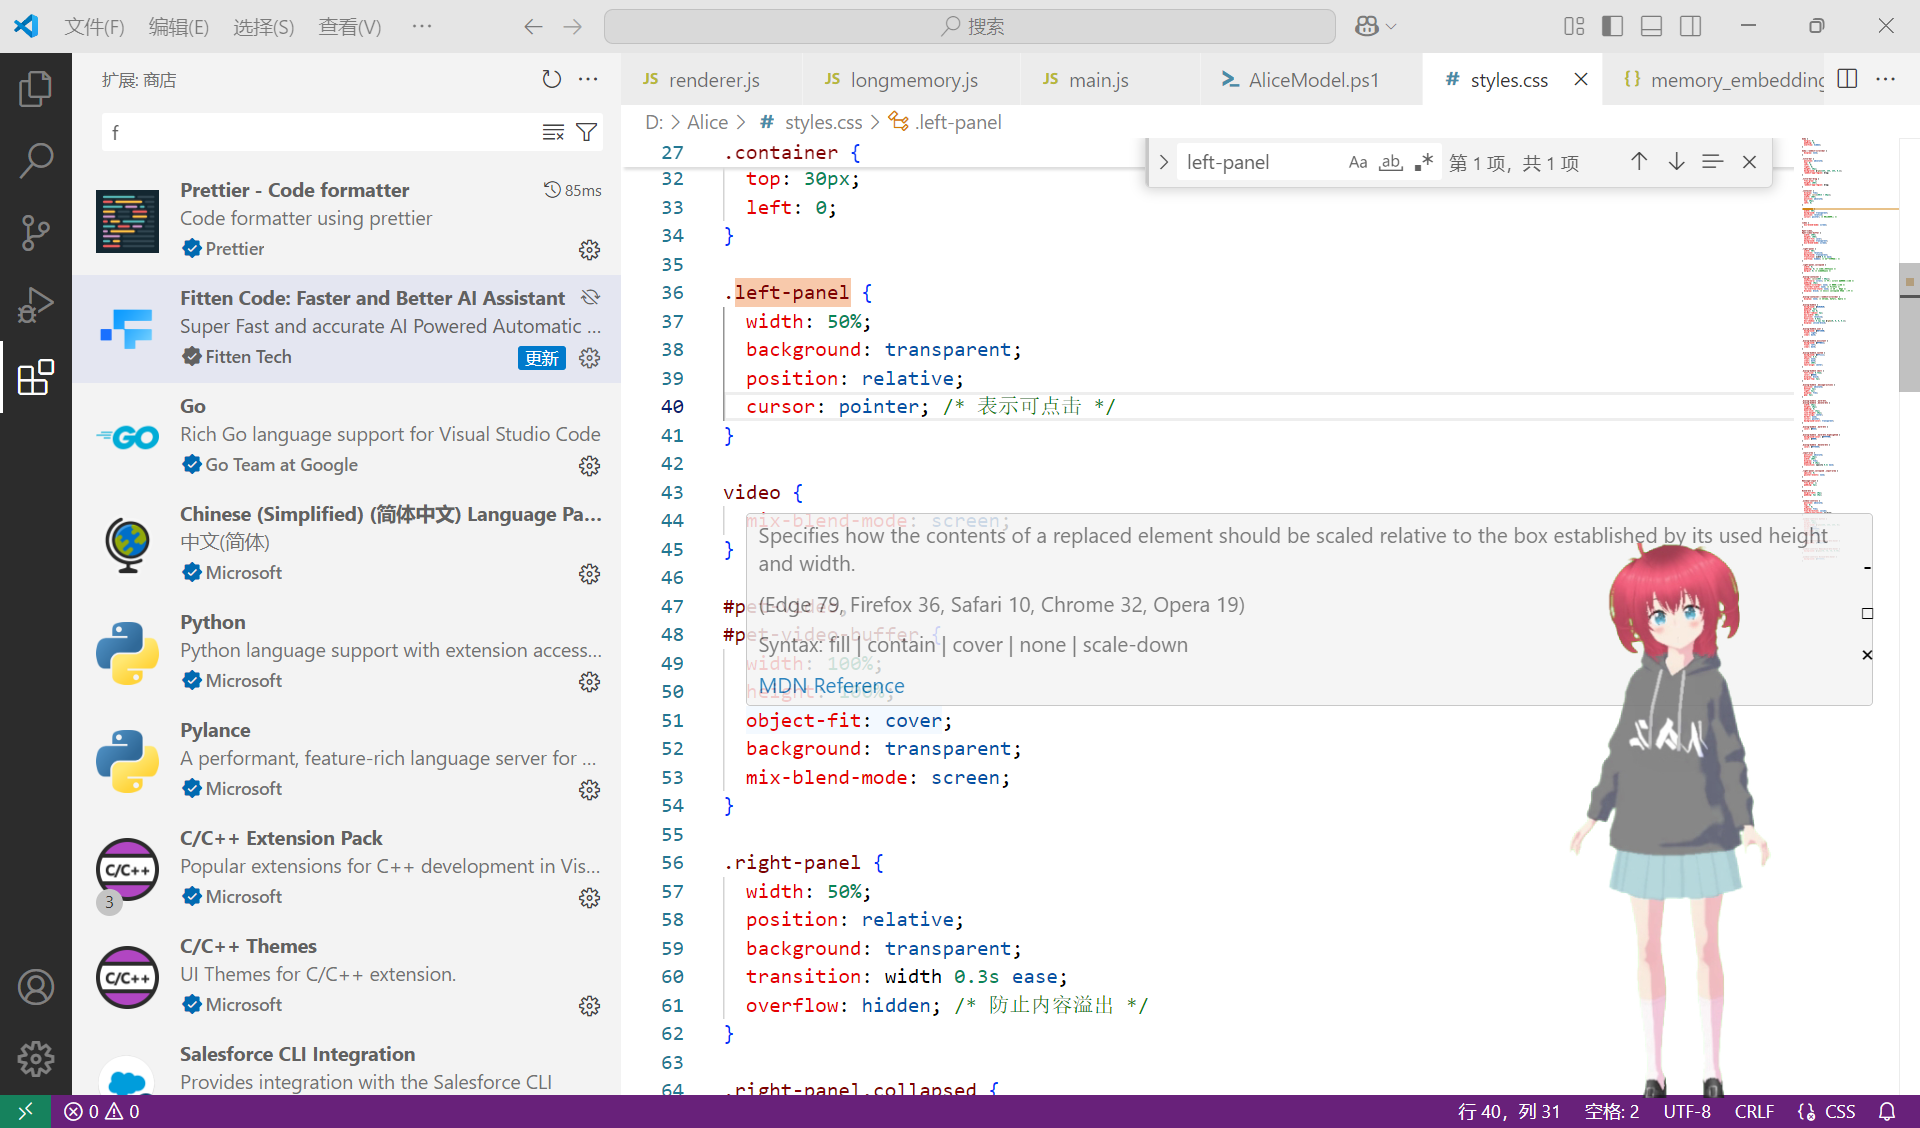 文件(F) 编辑(E) 选择(S) 查看(V) ··· 搜索
扩展: 商店
f
Prettier - Code formatter 85ms
Code formatter using prettier
Prettier
Fitten Code: Faster and Better AI Assistant
Super Fast and accurate AI Powered Automatic ...
Fitten Tech 更新
Go
Rich Go language support for Visual Studio Code
Go Team at Google
Chinese (Simplified) (简体中文) Language Pa...
中文(简体)
Microsoft
Python
Python language support with extension access...
Microsoft
Pylance
A performant, feature-rich language server for ...
Microsoft
C/C++ Extension Pack
Popular extensions for C++ development in Vis...
C/C++
3
Microsoft
C/C++ Themes
UI Themes for C/C++ extension.
C/C++
Microsoft
Salesforce CLI Integration
Provides integration with the Salesforce CLI
JS renderer.js JS longmemory.js JS main.js AliceModel.ps1 # styles.css {} memory_embedding
D: > Alice > # styles.css > .left-panel
left-panel Aa ab .* 第 1 项，共 1 项
27 .container {
32 top: 30px;
33 left: 0;
34 }
35
36 .left-panel {
37 width: 50%;
38 background: transparent;
39 position: relative;
40 cursor: pointer; /* 表示可点击 */
41 }
42
43 video {
44 mix-blend-mode: screen;
45 }
46
47 #pet-video,
48 #pet-video-buffer {
49 width: 100%;
50 height: 100%;
51 object-fit: cover;
52 background: transparent;
53 mix-blend-mode: screen;
54 }
55
56 .right-panel {
57 width: 50%;
58 position: relative;
59 background: transparent;
60 transition: width 0.3s ease;
61 overflow: hidden; /* 防止内容溢出 */
62 }
63
64 .right-panel.collapsed {
Specifies how the contents of a replaced element should be scaled relative to the box established by its used height
and width.
(Edge 79, Firefox 36, Safari 10, Chrome 32, Opera 19)
Syntax: fill | contain | cover | none | scale-down
MDN Reference
0 0 行 40，列 31 空格: 2 UTF-8 CRLF CSS